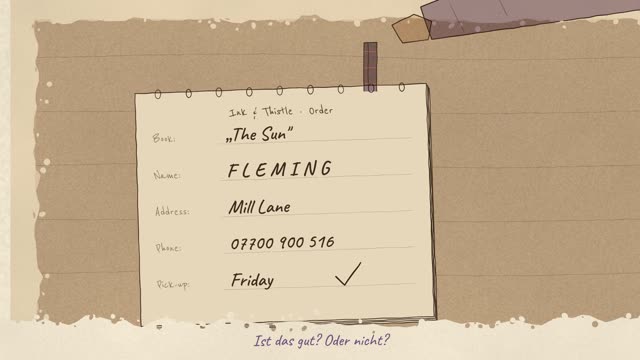 Ink & Thistle - Order
Book: „The Sun”
Name: FLEMING
Address: Mill Lane
Phone: 07700 900 516
Pick-up: Friday ✓
Ist das gut? Oder nicht?